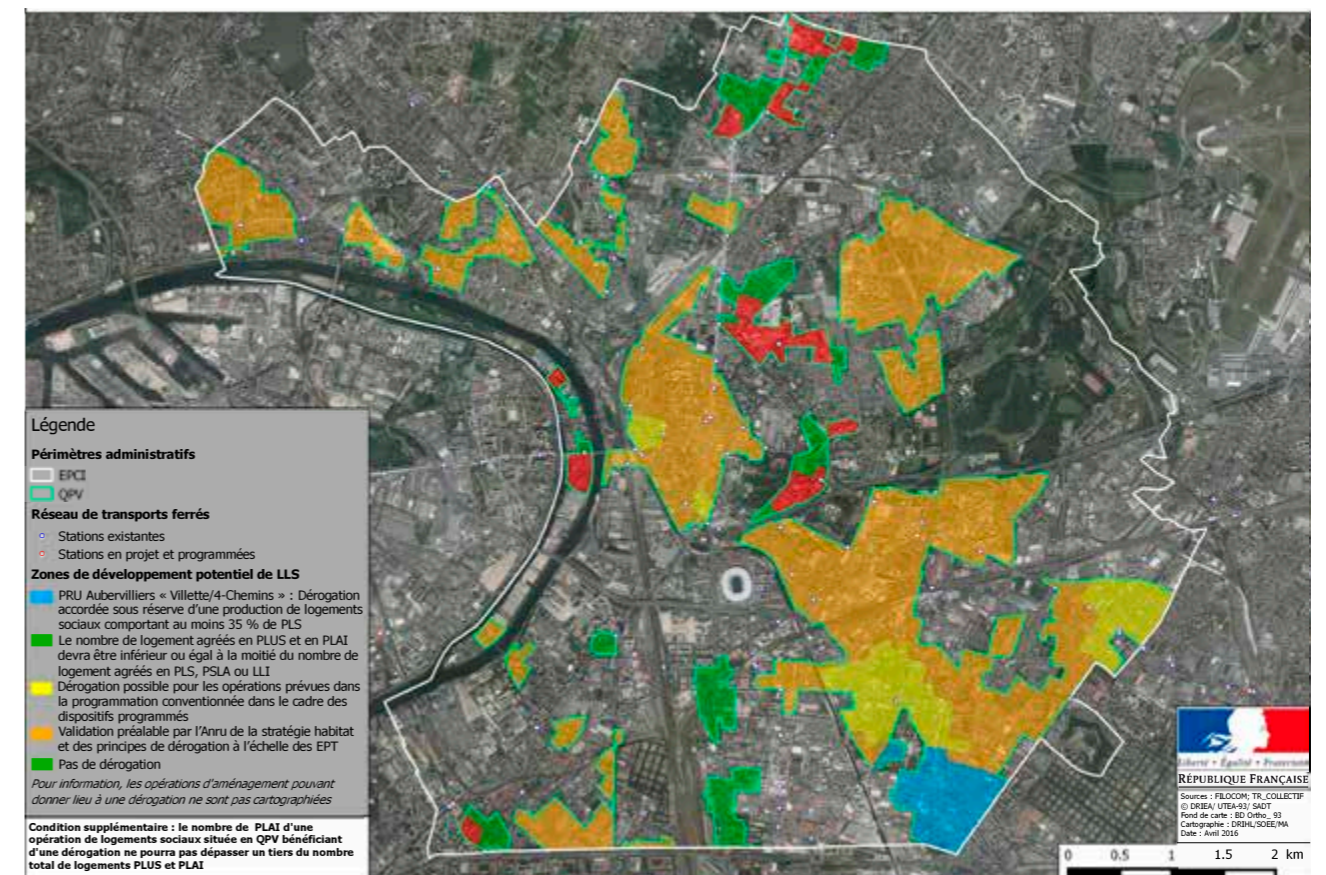 Légende
Périmètres administratifs
EPCI
QPV
Réseau de transports ferrés
Stations existantes
Stations en projet et programmées
Zones de développement potentiel de LLS
PRU Aubervilliers « Villette/4-Chemins » : Dérogation
accordée sous réserve d'une production de logements
sociaux comportant au moins 35 % de PLS
Le nombre de logement agréés en PLUS et en PLAI
devra être inférieur ou égal à la moitié du nombre de
logement agréés en PLS, PSLA ou LLI
Dérogation possible pour les opérations prévues dans
la programmation conventionnée dans le cadre des
dispositifs programmés
Validation préalable par l'Anru de la stratégie habitat
et des principes de dérogation à l'échelle des EPT
Pas de dérogation
Pour information, les opérations d'aménagement pouvant
donner lieu à une dérogation ne sont pas cartographiées
Condition supplémentaire : le nombre de PLAI d'une
opération de logements sociaux située en QPV bénéficiant
d'une dérogation ne pourra pas dépasser un tiers du nombre
total de logements PLUS et PLAI
Liberté • Égalité • Fraternité
RÉPUBLIQUE FRANÇAISE
Sources : FILOCOM; TR_COLLECTIF
© DRIEA/ UTEA-93/ SADT
Fond de carte : BD Ortho_ 93
Cartographie : DRIHL/SOEE/MA
Date : Avril 2016
0 0.5 1 1.5 2 km